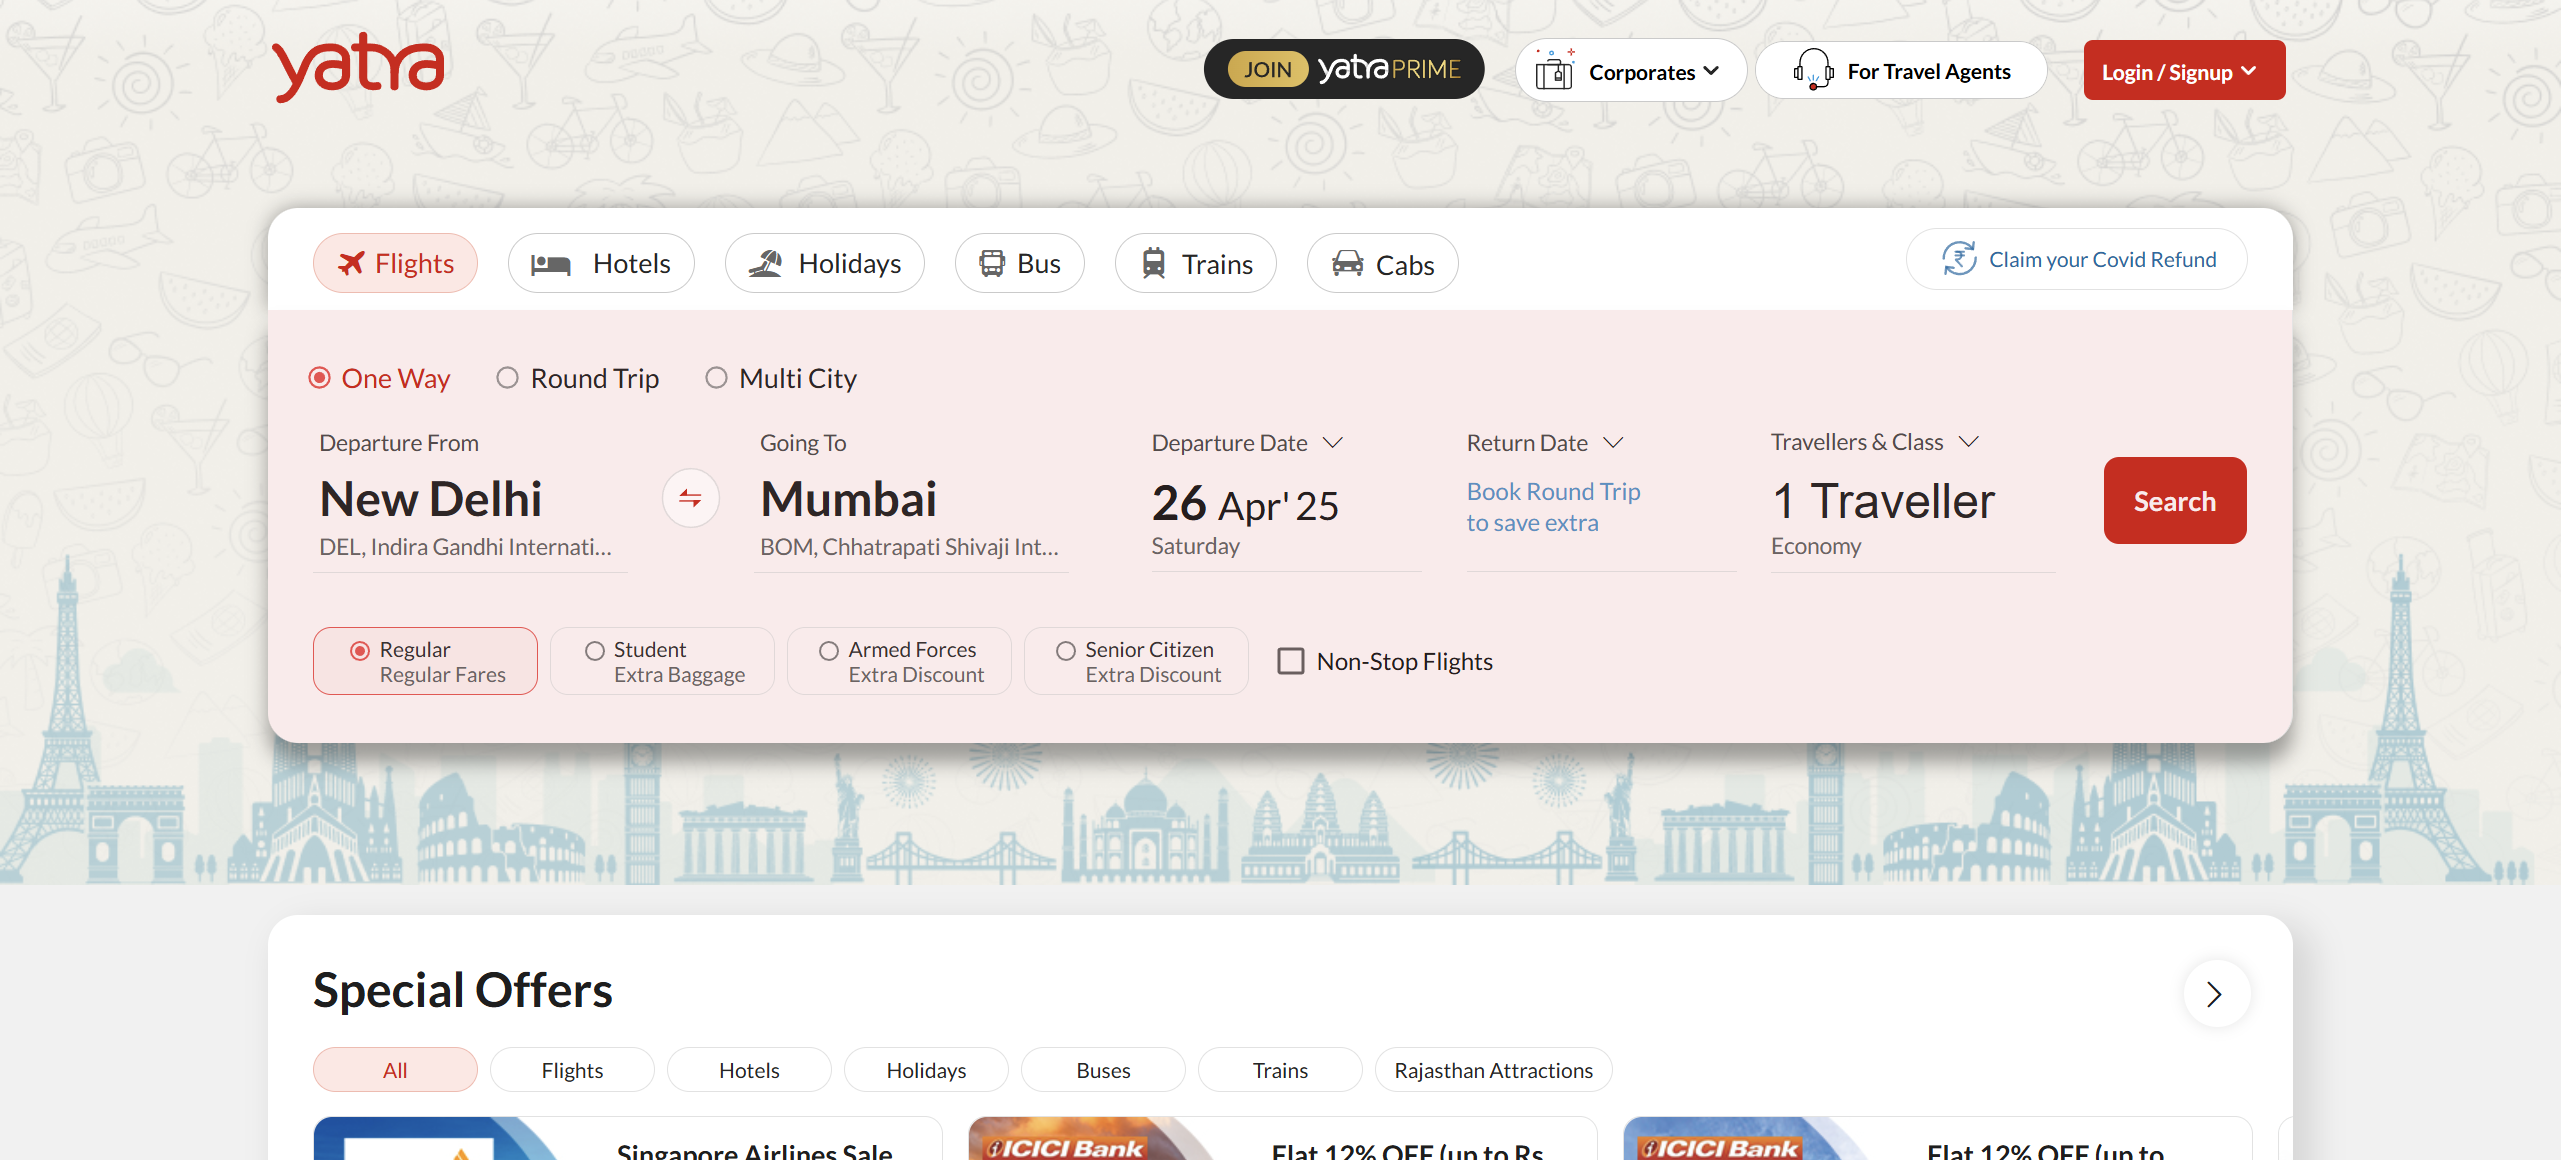 yatra
JOIN yatra PRIME
Corporates
For Travel Agents
Login / Signup
Flights
Hotels
Holidays
Bus
Trains
Cabs
Claim your Covid Refund
One Way
Round Trip
Multi City
Departure From
New Delhi
DEL, Indira Gandhi Internati...
Going To
Mumbai
BOM, Chhatrapati Shivaji Int...
Departure Date
26 Apr' 25
Saturday
Return Date
Book Round Trip
to save extra
Travellers & Class
1 Traveller
Economy
Search
Regular
Regular Fares
Student
Extra Baggage
Armed Forces
Extra Discount
Senior Citizen
Extra Discount
Non-Stop Flights
Special Offers
All
Flights
Hotels
Holidays
Buses
Trains
Rajasthan Attractions
Singapore Airlines Sale
ICICI Bank
Flat 12% OFF (up to Rs
ICICI Bank
Flat 12% OFF (up to